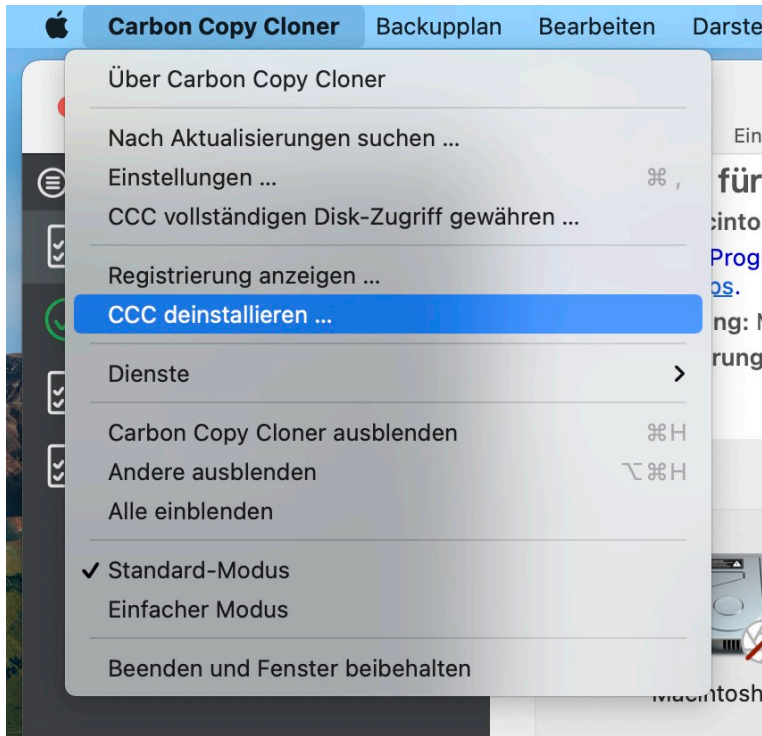 Carbon Copy Cloner Backupplan Bearbeiten
Über Carbon Copy Cloner
Nach Aktualisierungen suchen ...
Einstellungen ... ⌘ ,
CCC vollständigen Disk-Zugriff gewähren ...
Registrierung anzeigen ...
CCC deinstallieren ...
Dienste
Carbon Copy Cloner ausblenden ⌘H
Andere ausblenden ⌥⌘H
Alle einblenden
Standard-Modus
Einfacher Modus
Beenden und Fenster beibehalten
für